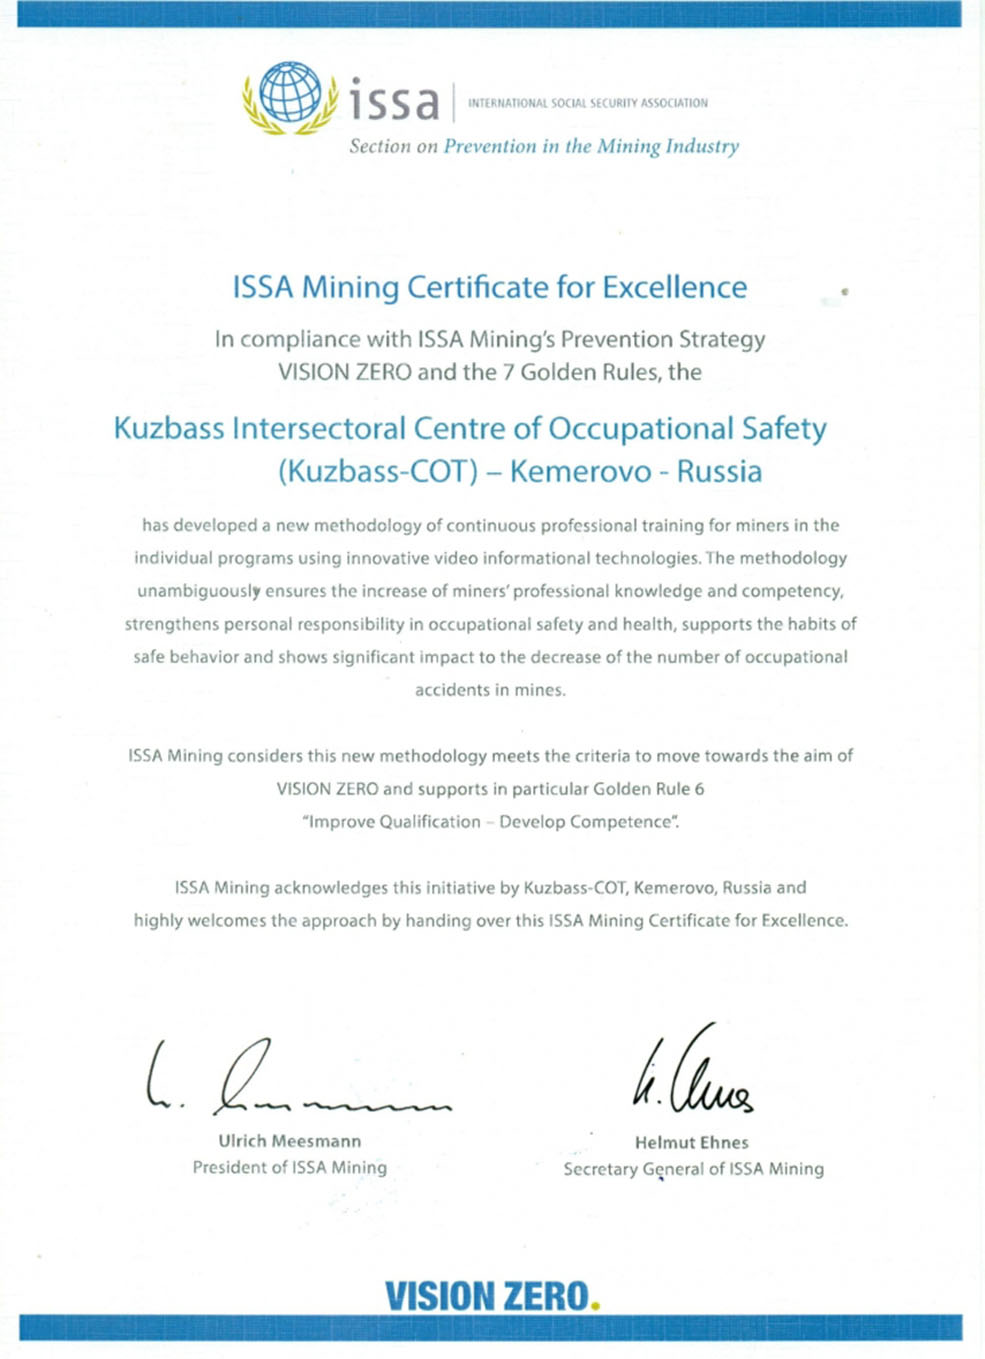 issa
INTERNATIONAL SOCIAL SECURITY ASSOCIATION
Section on Prevention in the Mining Industry
ISSA Mining Certificate for Excellence
In compliance with ISSA Mining's Prevention Strategy
VISION ZERO and the 7 Golden Rules, the
Kuzbass Intersectoral Centre of Occupational Safety
(Kuzbass-COT) – Kemerovo - Russia
has developed a new methodology of continuous professional training for miners in the
individual programs using innovative video informational technologies. The methodology
unambiguously ensures the increase of miners' professional knowledge and competency,
strengthens personal responsibility in occupational safety and health, supports the habits of
safe behavior and shows significant impact to the decrease of the number of occupational
accidents in mines.
ISSA Mining considers this new methodology meets the criteria to move towards the aim of
VISION ZERO and supports in particular Golden Rule 6
"Improve Qualification – Develop Competence".
ISSA Mining acknowledges this initiative by Kuzbass-COT, Kemerovo, Russia and
highly welcomes the approach by handing over this ISSA Mining Certificate for Excellence.
Ulrich Meesmann
President of ISSA Mining
Helmut Ehnes
Secretary General of ISSA Mining
VISION ZERO.